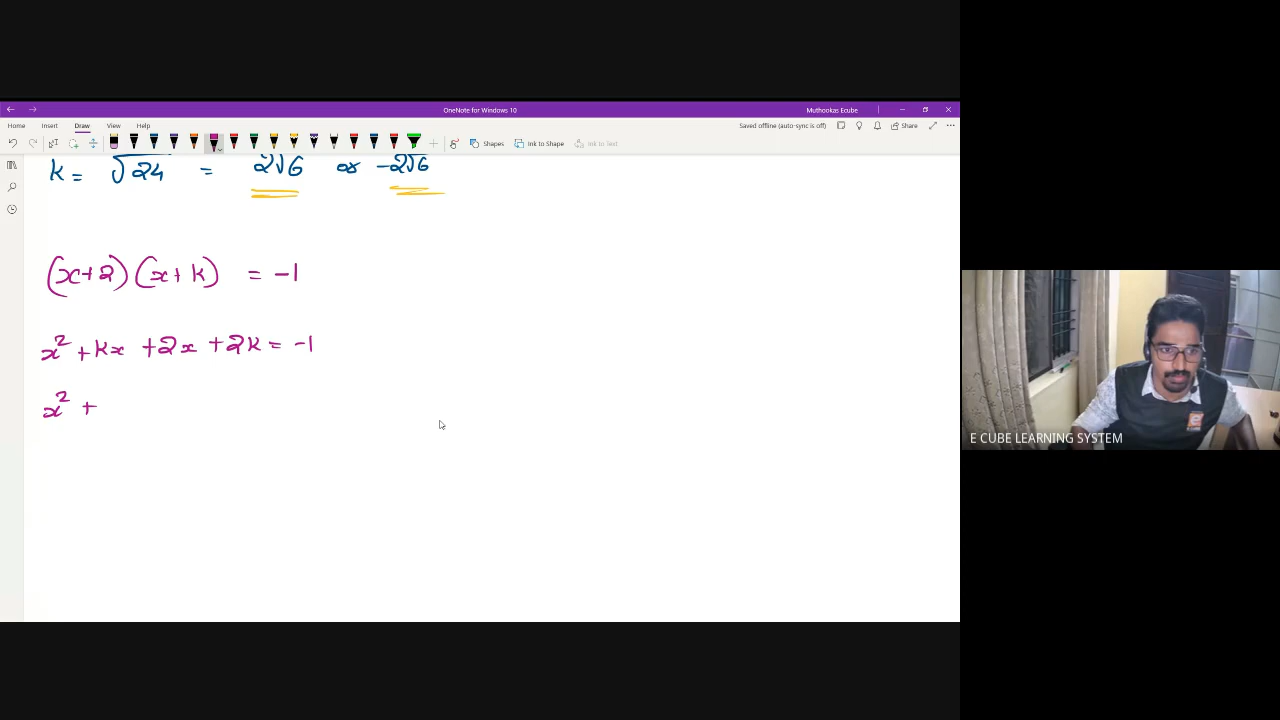 OneNote for Windows 10
Muthookas Ecube
Home Insert Draw View Help
Saved offline (auto-sync is off)
Share
Shapes
Ink to Shape
Ink to Text
k = √24 = 2√6 or -2√6
(x+2)(x+k) = -1
x² + kx + 2x + 2k = -1
x² +
E CUBE LEARNING SYSTEM